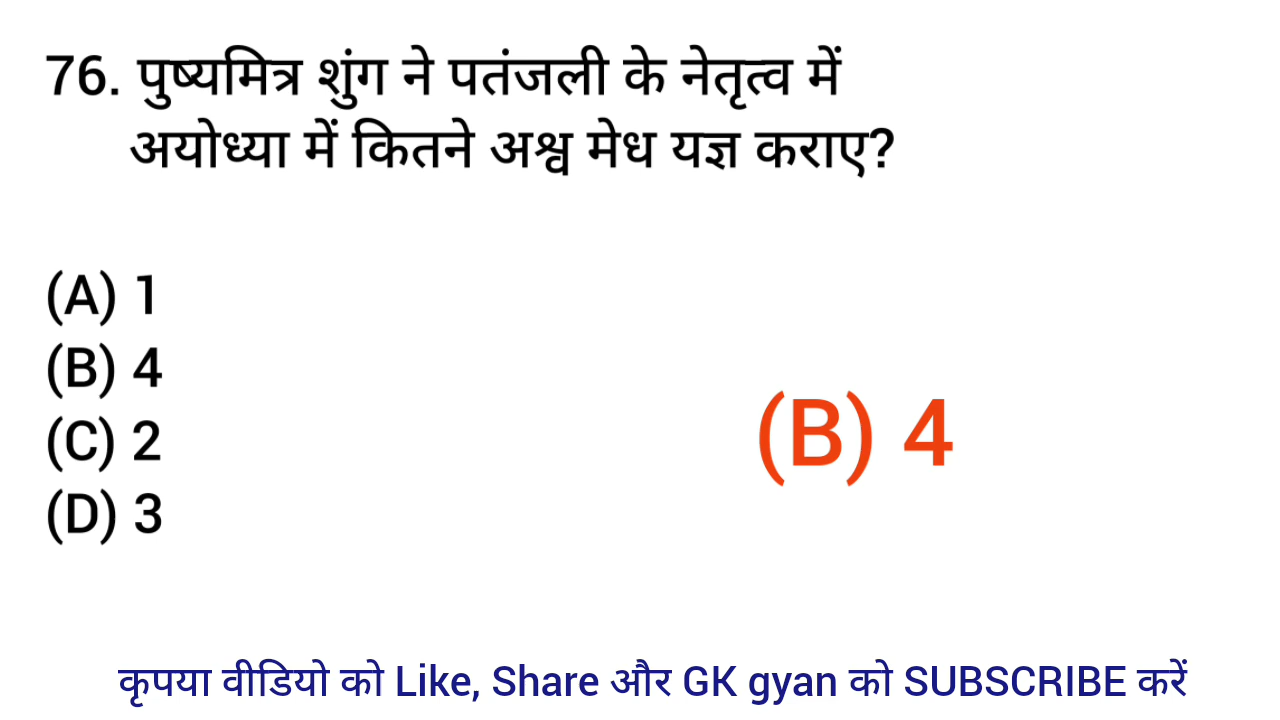 76. पुष्यमित्र शुंग ने पतंजली के नेतृत्व में
अयोध्या में कितने अश्व मेध यज्ञ कराए?
(A) 1
(B) 4
(C) 2
(D) 3
(B) 4
कृपया वीडियो को Like, Share और GK gyan को SUBSCRIBE करें